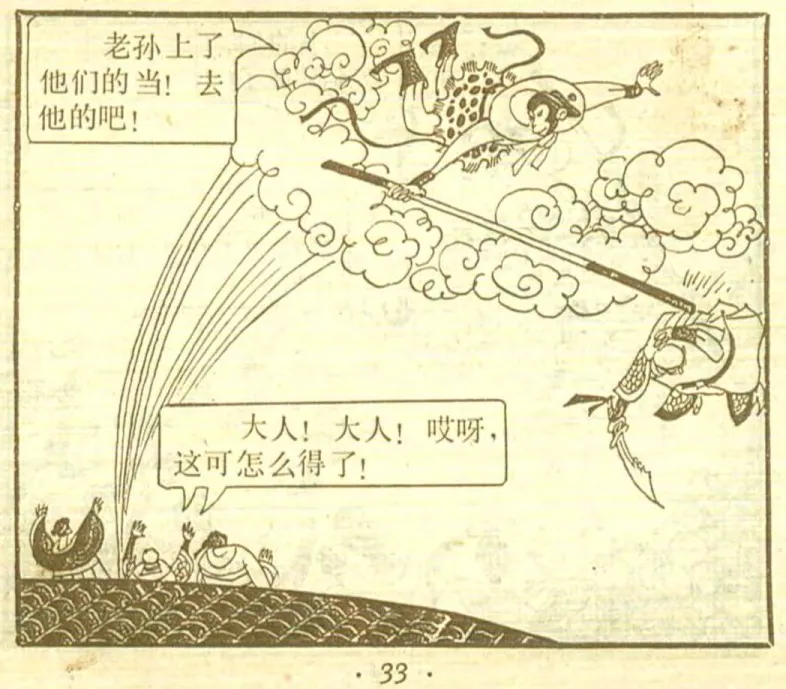 老孙上了
他们的当！去
他的吧！
大人！大人！哎呀，
这可怎么得了！
· 33 ·